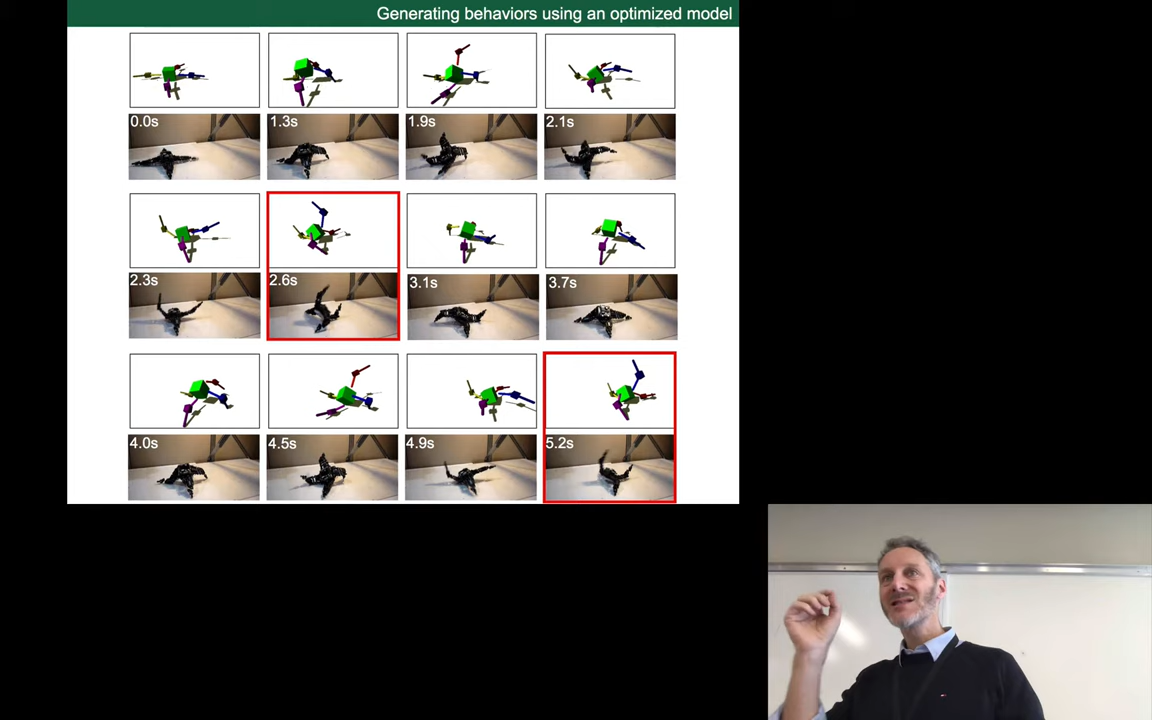 Generating behaviors using an optimized model
0.0s
1.3s
1.9s
2.1s
2.3s
2.6s
3.1s
3.7s
4.0s
4.5s
4.9s
5.2s